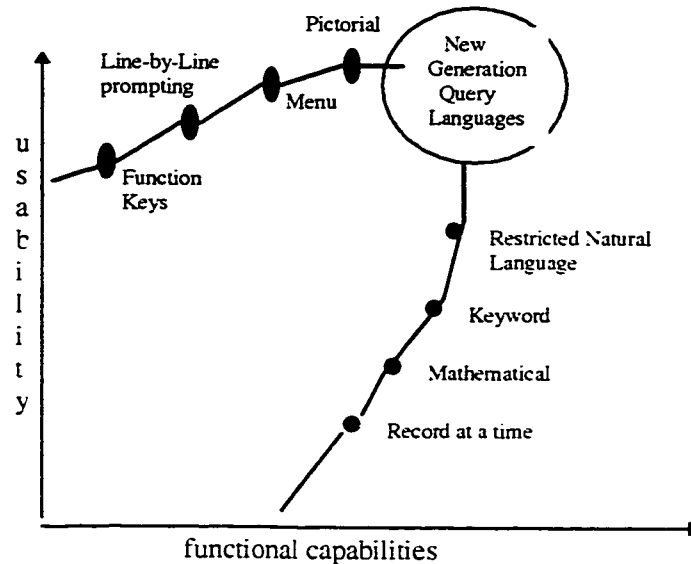 Pictorial
New
Generation
Query
Languages
Line-by-Line
prompting
Menu
Function
Keys
usability
Restricted Natural
Language
Keyword
Mathematical
Record at a time
functional capabilities